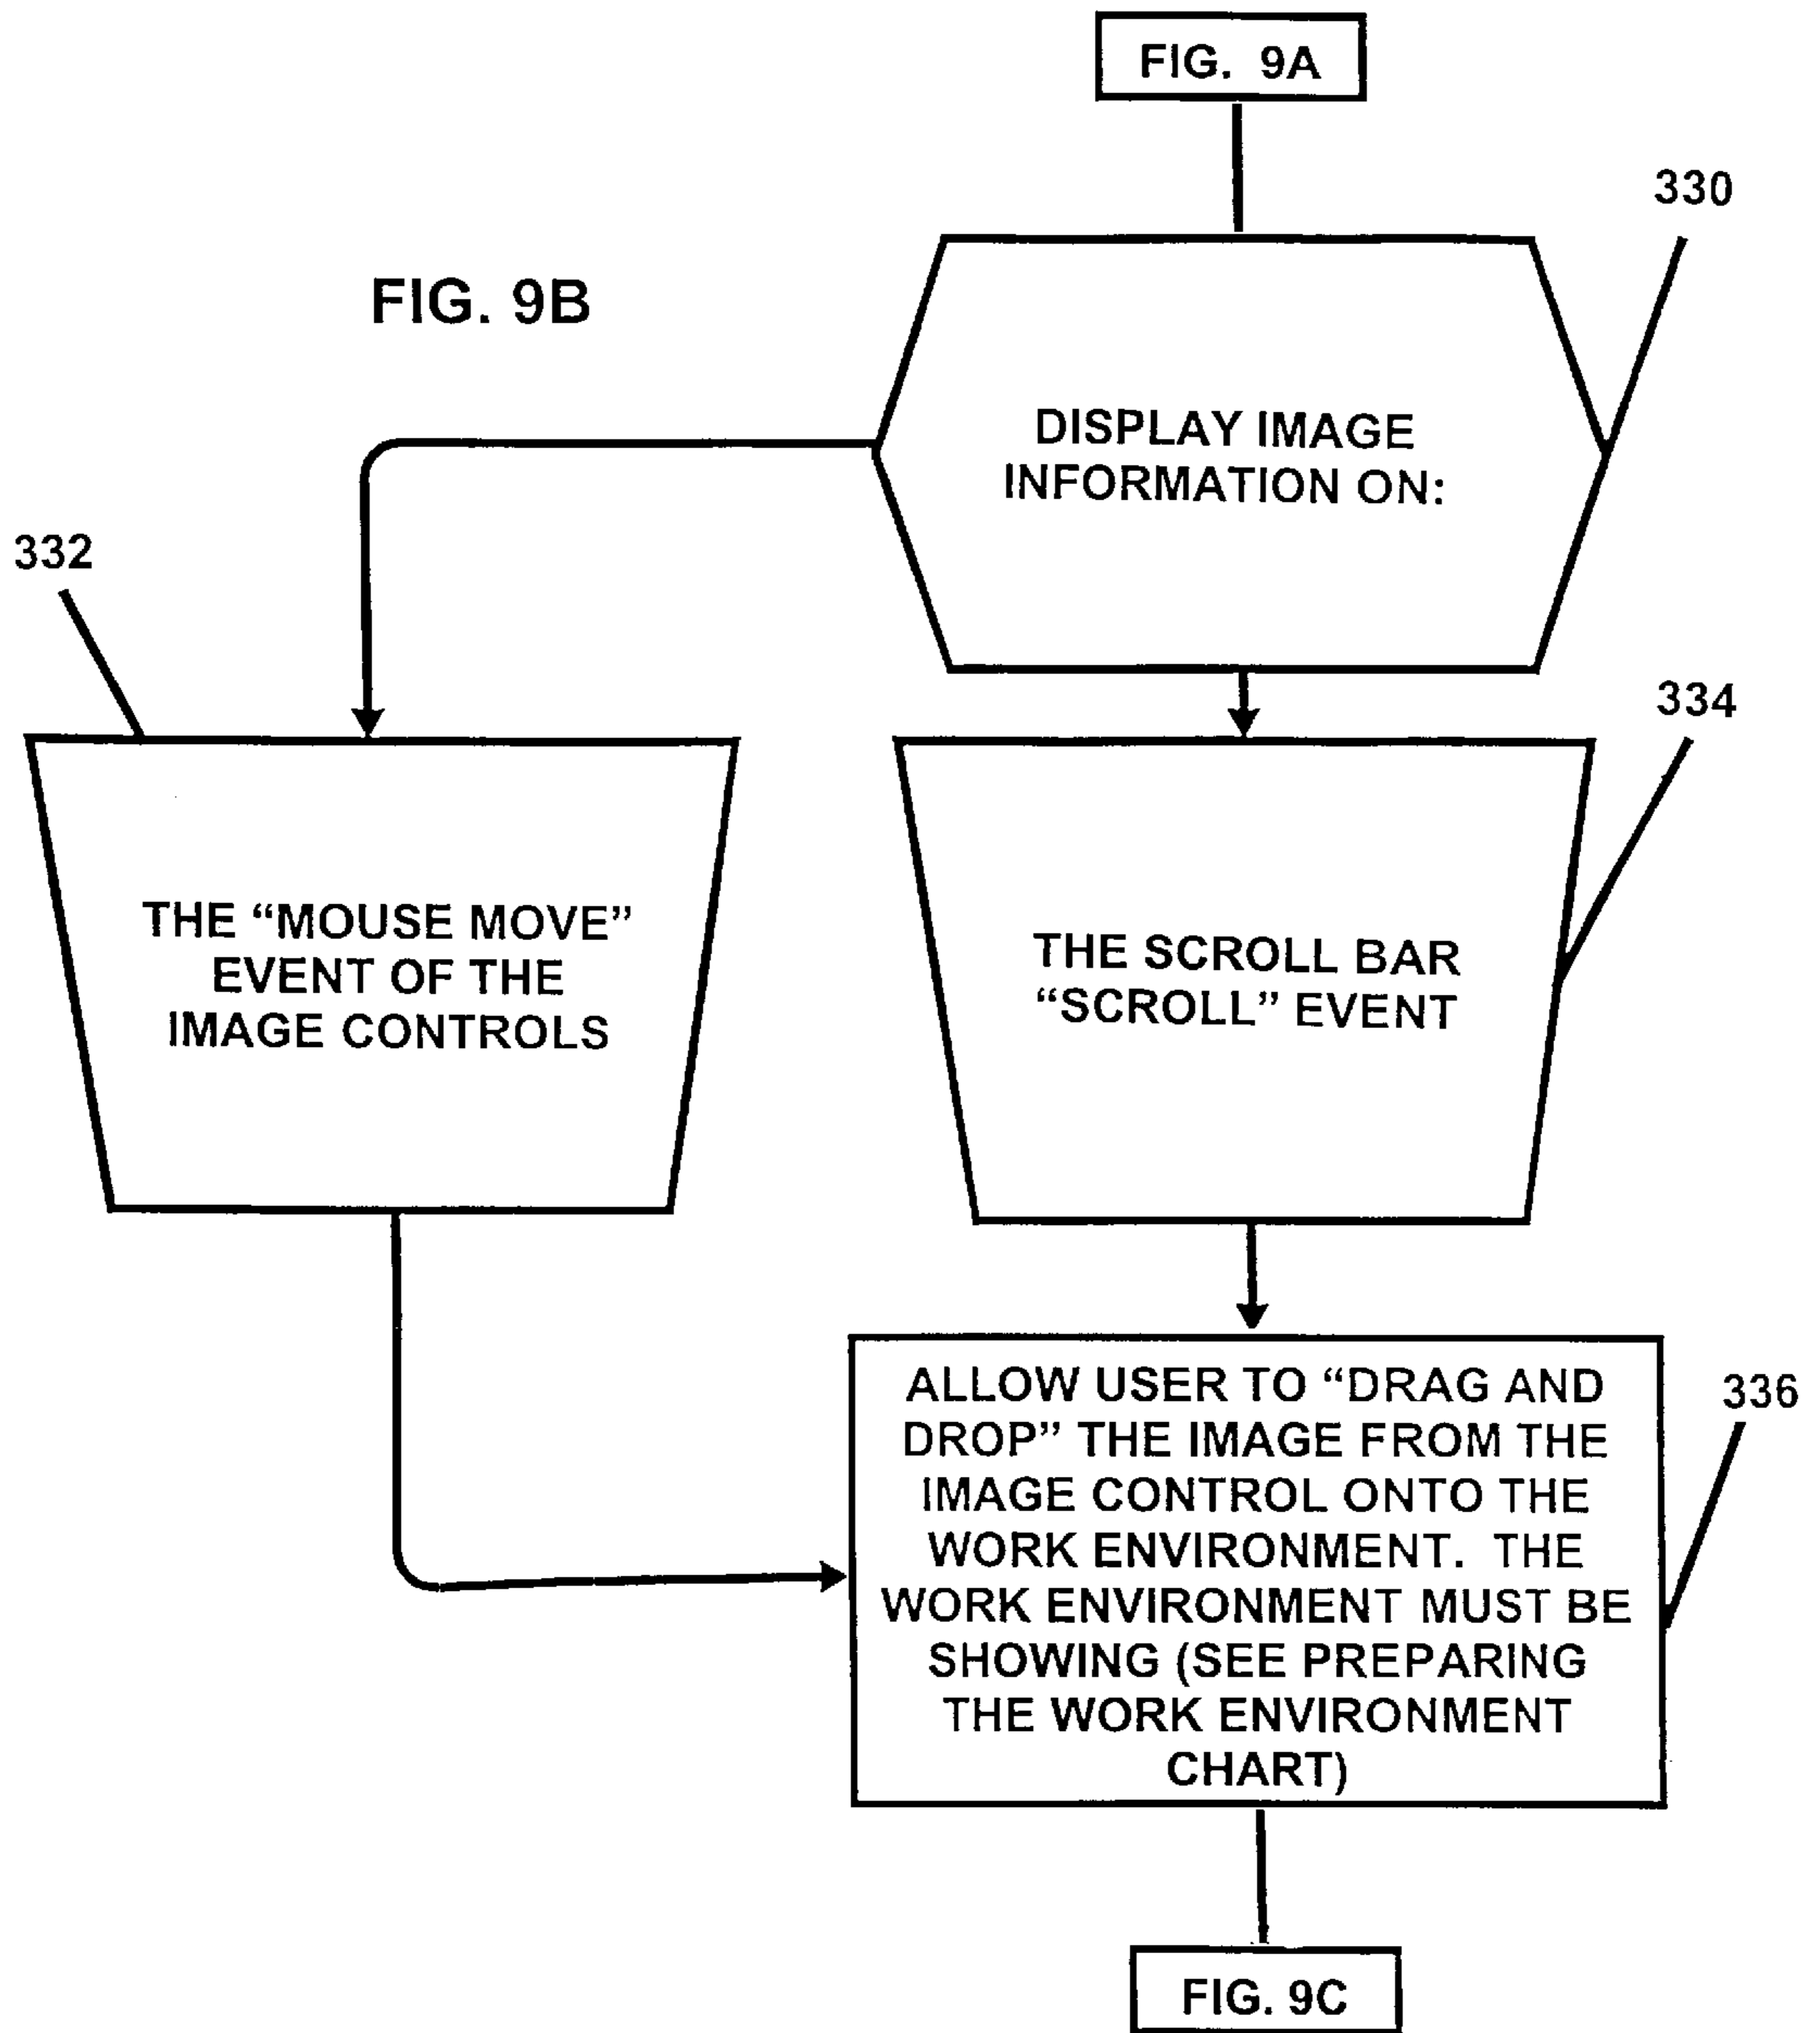 FIG. 9A
330
FIG. 9B
DISPLAY IMAGE
INFORMATION ON:
332
334
THE “MOUSE MOVE”
EVENT OF THE
IMAGE CONTROLS
THE SCROLL BAR
“SCROLL” EVENT
ALLOW USER TO “DRAG AND
DROP” THE IMAGE FROM THE
IMAGE CONTROL ONTO THE
WORK ENVIRONMENT. THE
WORK ENVIRONMENT MUST BE
SHOWING (SEE PREPARING
THE WORK ENVIRONMENT
CHART)
336
FIG. 9C